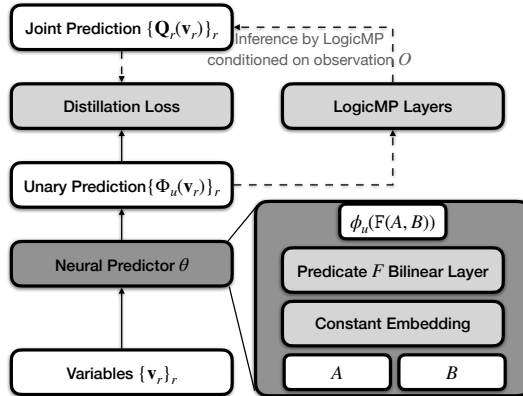 Joint Prediction {Q_r(v_r)}_r
Inference by LogicMP
conditioned on observation O
Distillation Loss
LogicMP Layers
Unary Prediction{Φ_u(v_r)}_r
ϕ_u(𝔽(A, B))
Neural Predictor θ
Predicate F Bilinear Layer
Constant Embedding
Variables {v_r}_r
A
B